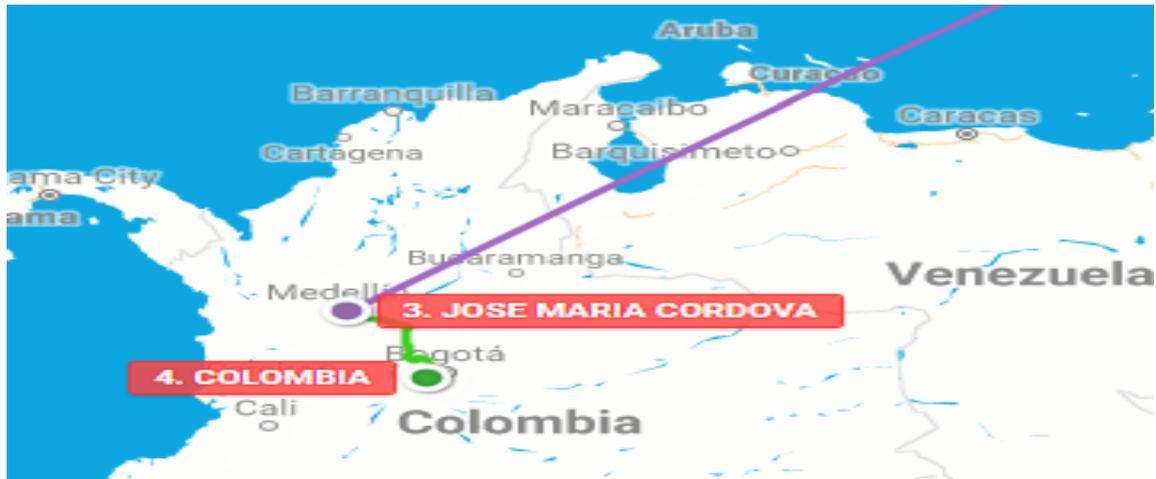 Aruba
Curaçao
Barranquilla
Maracaibo
Caracas
Cartagena
Barquisimeto
ama City
ama
Bucaramanga
Venezuela
Medellín
3. JOSE MARIA CORDOVA
Bogotá
4. COLOMBIA
Cali
Colombia